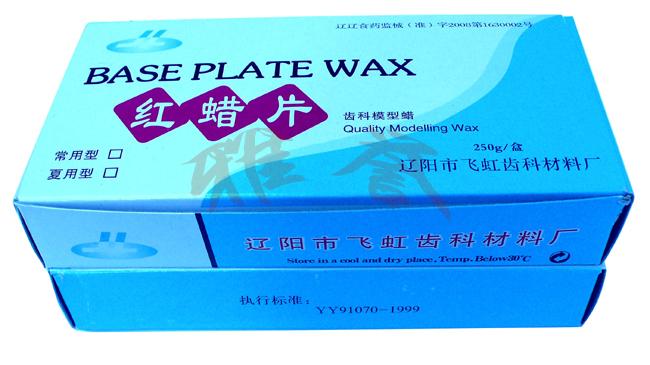 辽辽食药监械（准）字2008第1630002号
BASE PLATE WAX
红蜡片
齿科模型蜡
Quality Modelling Wax
常用型 □
夏用型 □
250g/盒
辽阳市飞虹齿科材料厂
雅誉
辽阳市飞虹齿科材料厂
Store in a cool and dry place, Temp. Below30℃
执行标准：
YY91070-1999